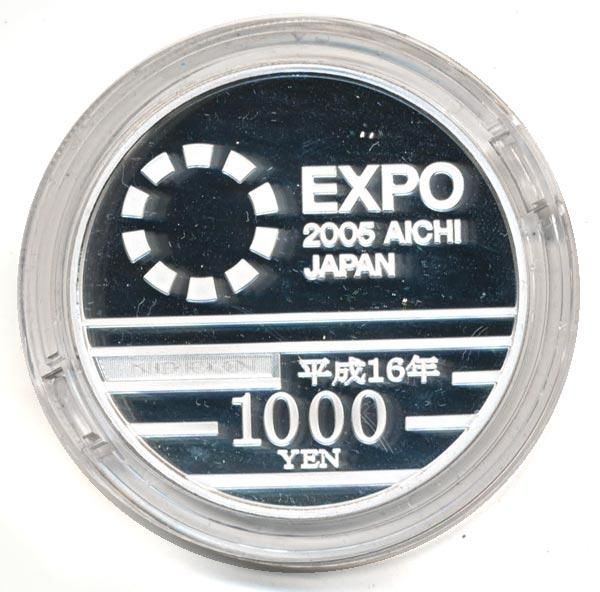 EXPO
2005 AICHI
JAPAN
平成16年
1000
YEN